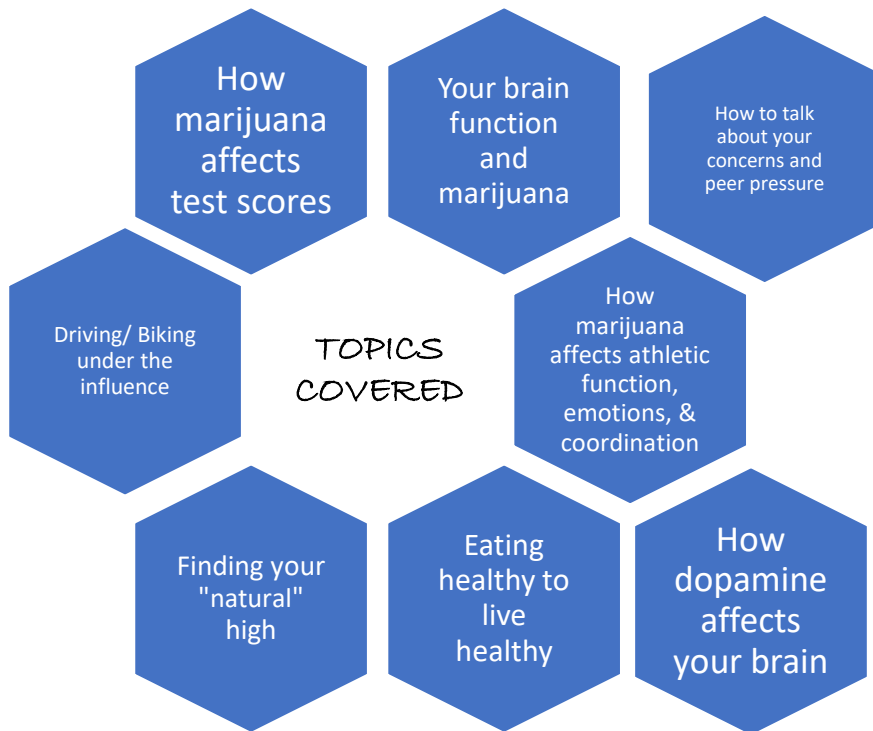 How
marijuana
affects
test scores
Your brain
function
and
marijuana
How to talk
about your
concerns and
peer pressure
Driving/ Biking
under the
influence
TOPICS
COVERED
How
marijuana
affects athletic
function,
emotions, &
coordination
Finding your
"natural"
high
Eating
healthy to
live
healthy
How
dopamine
affects
your brain